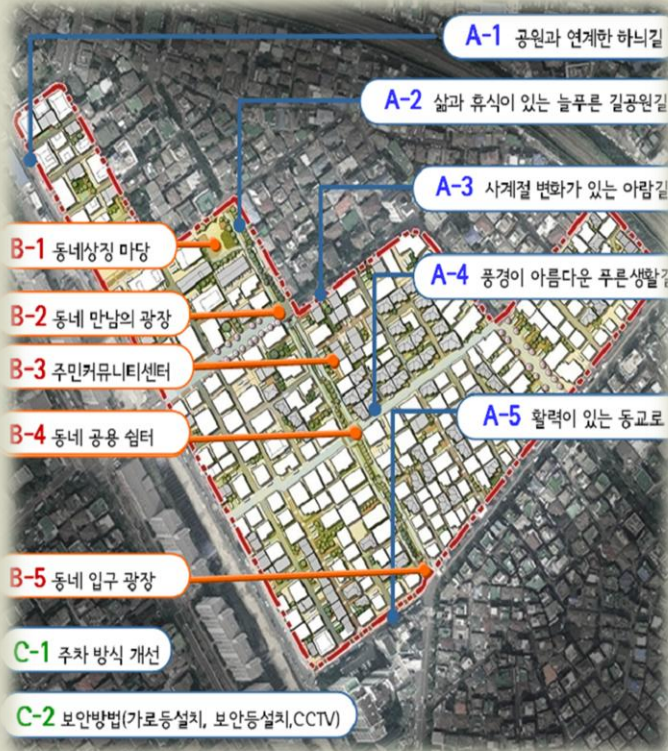 A-1 공원과 연계한 하늬길
A-2 삶과 휴식이 있는 늘푸른 길공원길
A-3 사계절 변화가 있는 아람길
B-1 동네상징 마당
A-4 풍경이 아름다운 푸른생활길
B-2 동네 만남의 광장
B-3 주민커뮤니티센터
A-5 활력이 있는 동교로
B-4 동네 공용 쉼터
B-5 동네 입구 광장
C-1 주차 방식 개선
C-2 보안방법(가로등설치, 보안등설치,CCTV)